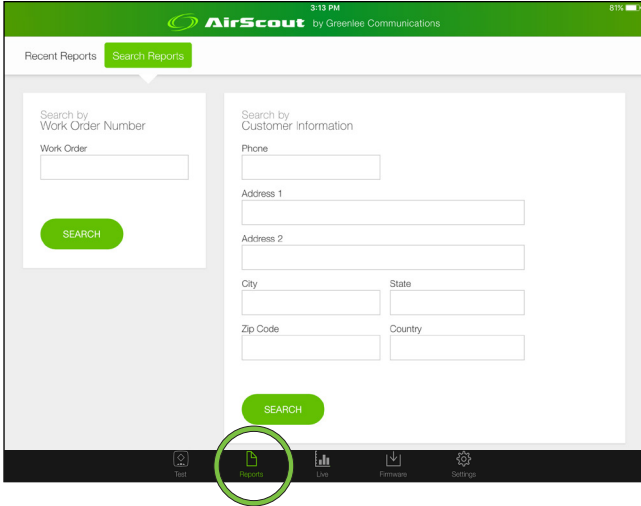 3:13 PM
81%
AirScout by Greenlee Communications
Recent Reports Search Reports
Search by
Work Order Number
Work Order
SEARCH
Search by
Customer Information
Phone
Address 1
Address 2
City State
Zip Code Country
SEARCH
Test Reports Live Firmware Settings